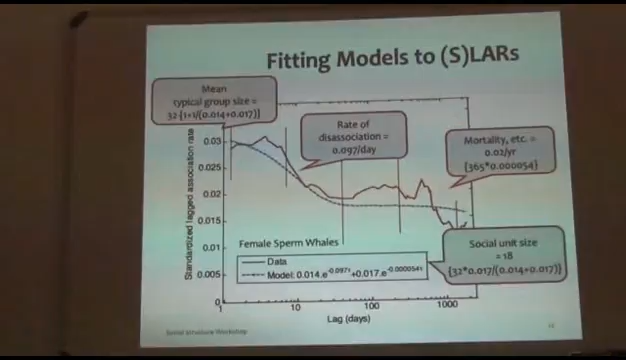 Fitting Models to (S)LARs
Mean
typical group size =
32 {1+1/(0.014+0.017)}
Rate of
disassociation =
0.097/day
Mortality, etc. =
0.02/yr
{365*0.000054}
Standardized lagged association rate
0.03
0.025
0.02
0.015
0.01
0.005
0
Female Sperm Whales
Data
Model: 0.014.e-0.097t+0.017.e-0.000054t
Social unit size
= 18
{32*0.017/(0.014+0.017)}
1
10
100
1000
Lag (days)
Social Structure Workshop